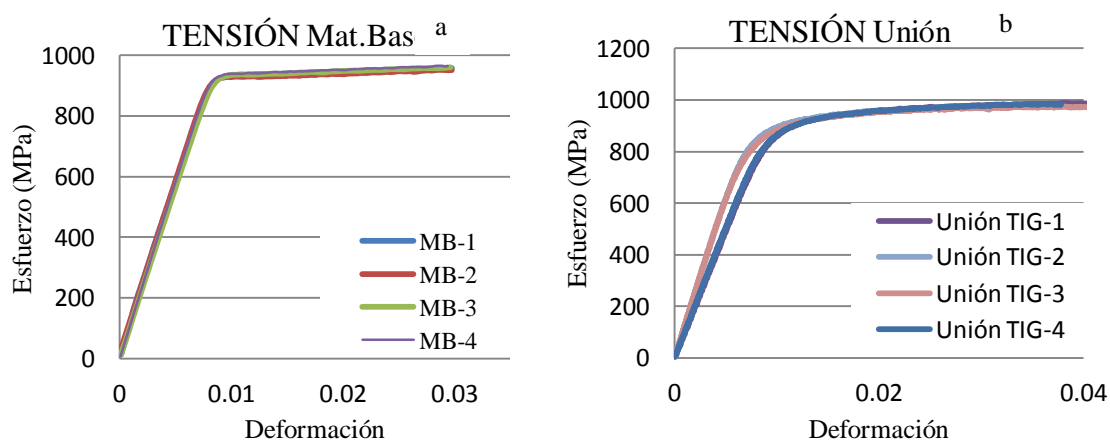 TENSIÓN Mat.Bas a
1000
800
600
400
200
0
0 0.01 0.02 0.03
Esfuerzo (MPa)
Deformación
MB-1
MB-2
MB-3
MB-4
TENSIÓN Unión b
1200
1000
800
600
400
200
0
0 0.02 0.04
Esfuerzo (MPa)
Deformación
Unión TIG-1
Unión TIG-2
Unión TIG-3
Unión TIG-4